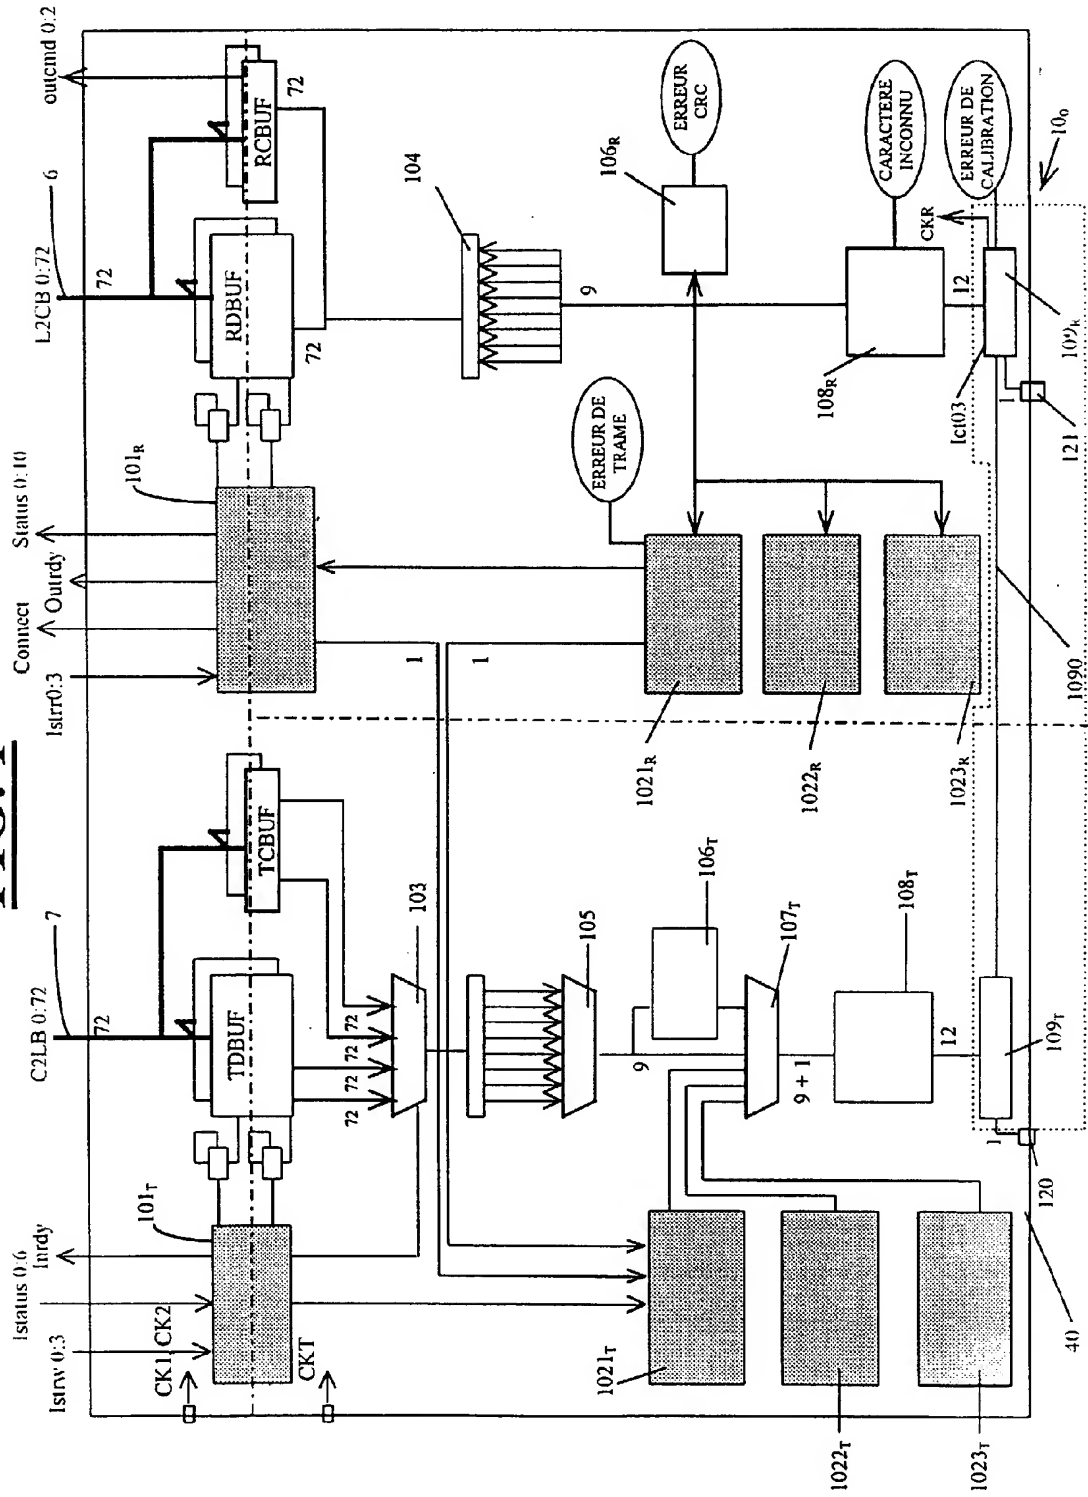 C2LB 0:72
L2CB 0:72
7
6
outcmd 0:2
Istrw 0:3
Istatus 0:6
Inrdy
Istrr0:3
Connect
Outrdy
Status 0:10
72
72
CK1, CK2
CKT
101T
TDBUF
TCBUF
101R
RDBUF
RCBUF
72
72
72
72
72
72
103
1
1
104
105
9
106T
107T
9 + 1
108T
12
109T
1
120
40
1021T
1022T
1023T
1021R
1022R
1023R
ERREUR DE
TRAME
9
106R
ERREUR
CRC
108R
CARACTERE
INCONNU
12
CKR
ERREUR DE
CALIBRATION
lct03
109R
1
121
1090
10₀